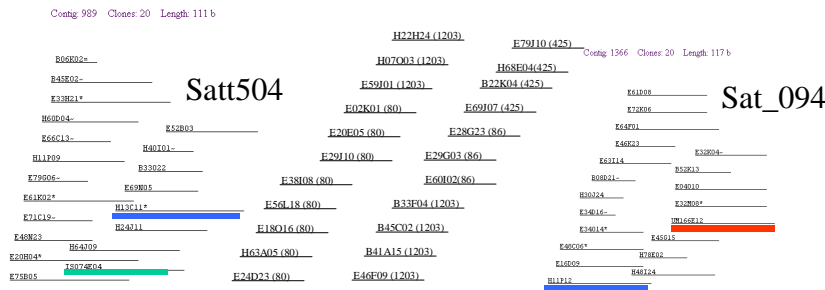 Contig: 989 Clones: 20 Length: 111 b
B06K02=
B45E02~
E33H21*
H60D04~
E52B03
E66C13~
H40I01~
H11P09
B33O22
E79G06~
E69N05
E61K02*
H13C11*
E71C19~
H24J11
E48N23
H64J09
E20H04*
IS074E04
E75B05
Satt504
H22H24 (1203)
H07O03 (1203)
E59J01 (1203)
E02K01 (80)
E20E05 (80)
E29J10 (80)
E38I08 (80)
E56L18 (80)
E18O16 (80)
H63A05 (80)
E24D23 (80)
E79J10 (425)
H68E04(425)
B22K04 (425)
E69J07 (425)
E28G23 (86)
E29G03 (86)
E60I02(86)
B33F04 (1203)
B45C02 (1203)
B41A15 (1203)
E46F09 (1203)
Contig: 1366 Clones: 20 Length: 117 b
E61D08
E72K06
E64F01
E46K23
E32K04~
E63I14
B52K13
B08D21~
E04O10
H30J24
E32M08*
E34D16~
UM166E12
E34O14*
E45G15
E48C06*
H78E02
E16D09
H48I24
H11P12
Sat_094